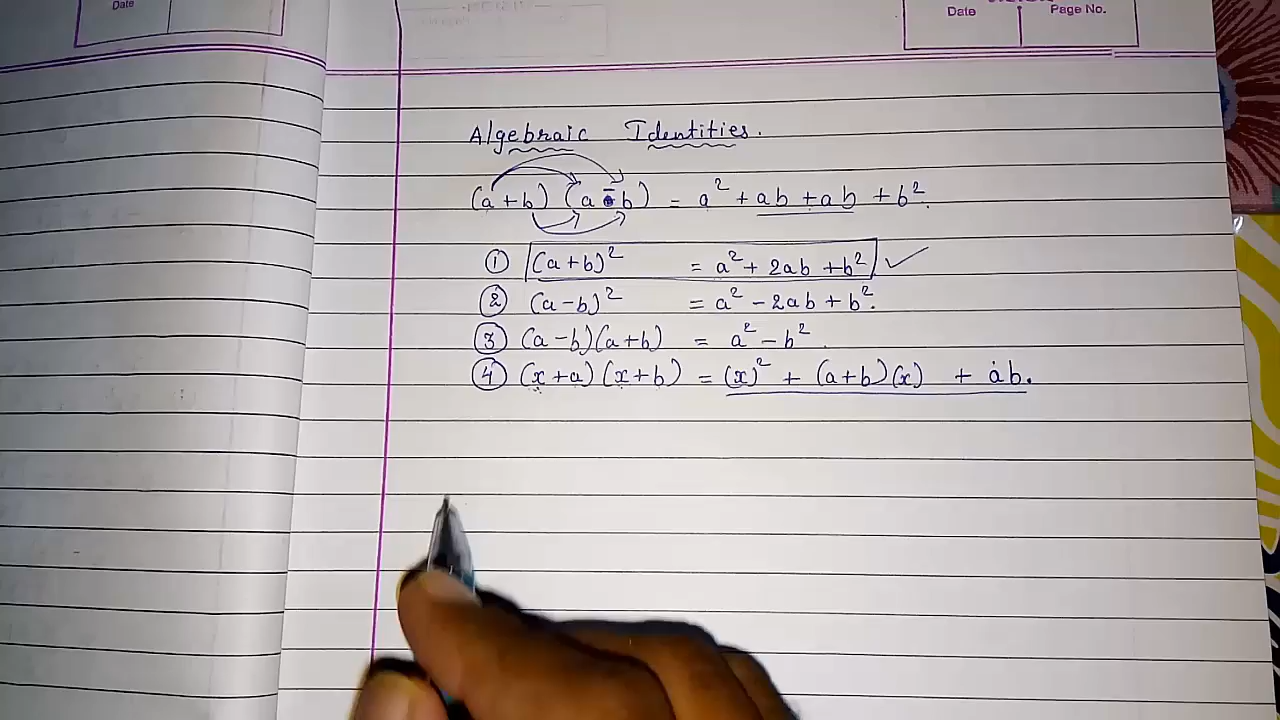 Date
Date Page No.
Algebraic Identities.
(a+b) (a - b) = a² + ab + ab + b².
① (a+b)² = a² + 2ab + b² ✓
② (a-b)² = a² - 2ab + b².
③ (a-b)(a+b) = a² - b².
④ (x+a)(x+b) = (x)² + (a+b)(x) + ab.